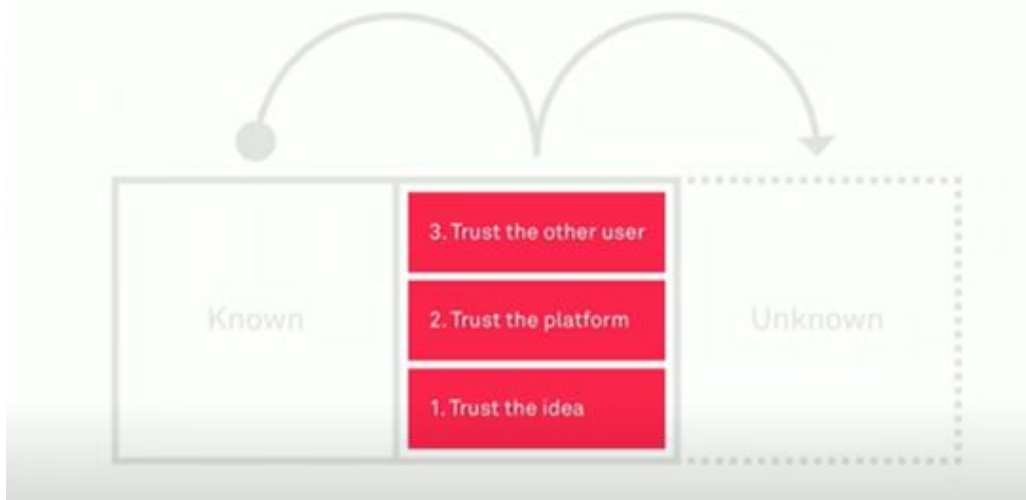 3. Trust the other user
Known
2. Trust the platform
Unknown
1. Trust the idea